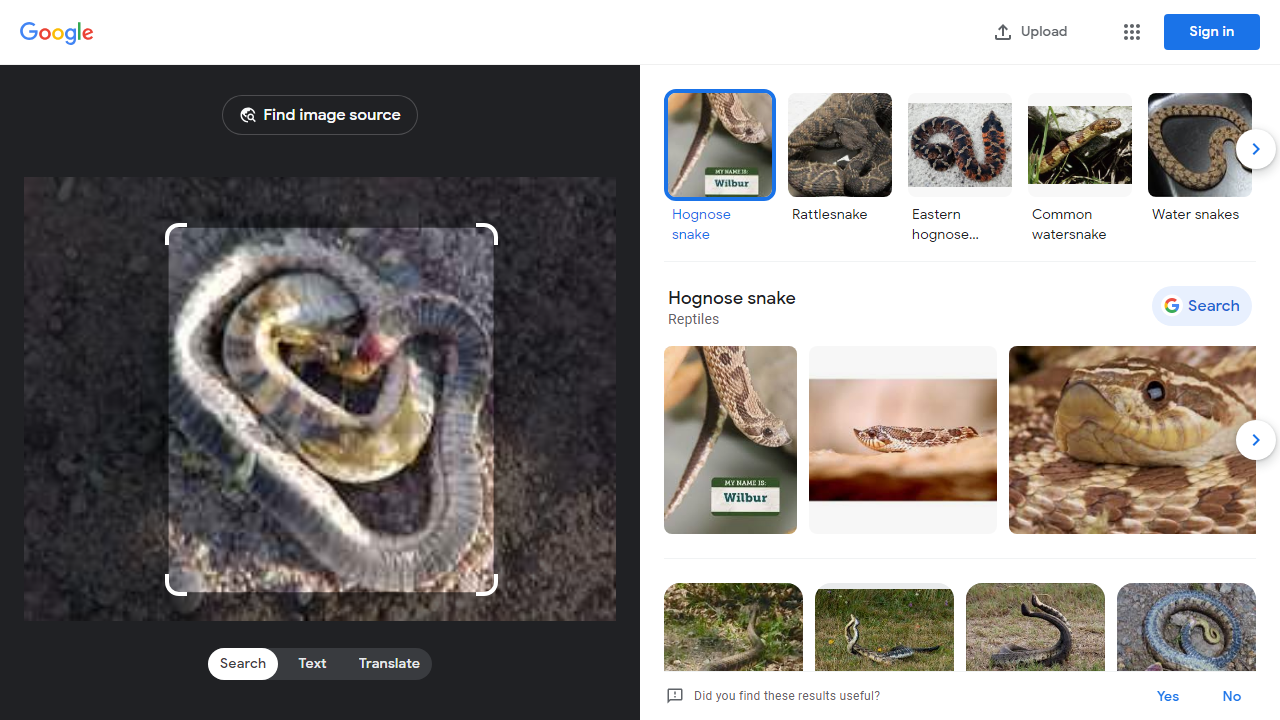 Google
Upload
Sign in
Find image source
MY NAME IS:
Wilbur
Hognose
snake
Rattlesnake
Eastern
hognose...
Common
watersnake
Water snakes
Hognose snake
Reptiles
Search
MY NAME IS:
Wilbur
Search
Text
Translate
Did you find these results useful?
Yes
No